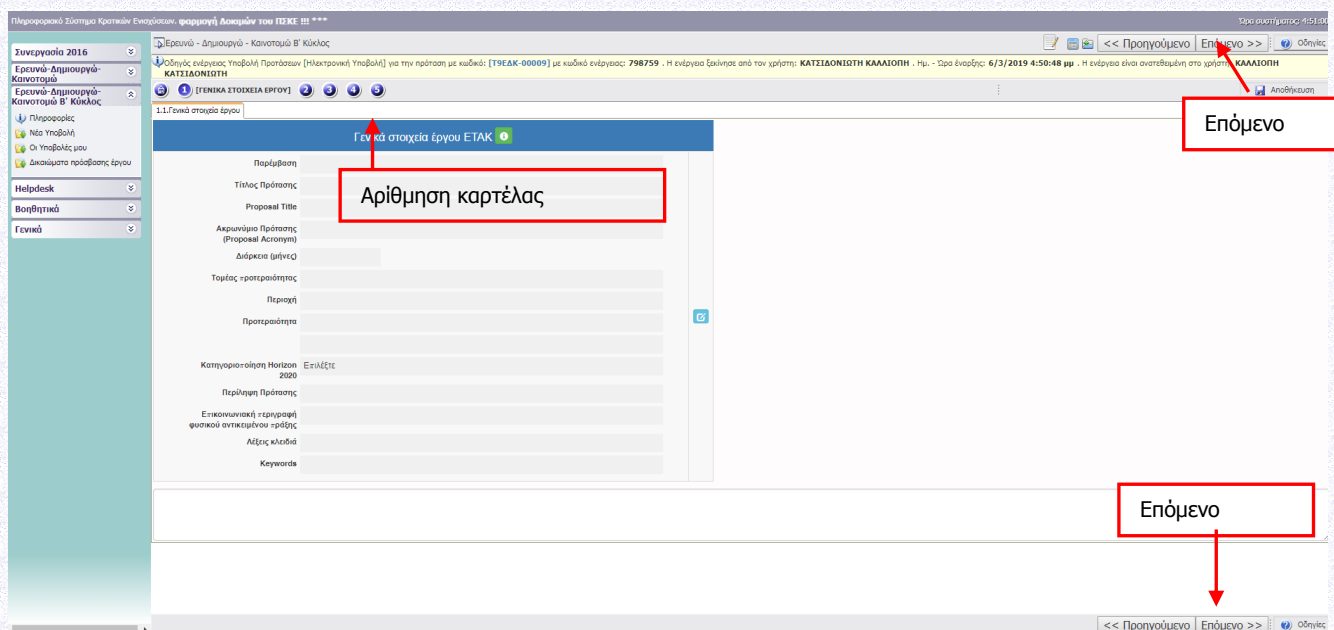 Πληροφοριακό Σύστημα Κρατικών Ενισχύσεων. φαρμογή Δοκιμών του ΠΣΚΕ !!! ***
Ώρα συστήματος: 4:51:00
Συνεργασία 2016
Ερευνώ-Δημιουργώ-
Καινοτομώ
Ερευνώ-Δημιουργώ-
Καινοτομώ Β' Κύκλος
Πληροφορίες
Νέα Υποβολή
Οι Υποβολές μου
Δικαιώματα πρόσβασης έργου
Helpdesk
Βοηθητικά
Γενικά
Ερευνώ - Δημιουργώ - Καινοτομώ Β' Κύκλος
<< Προηγούμενο Επόμενο >> Οδηγίες
Οδηγός ενέργειας Υποβολή Προτάσεων [Ηλεκτρονική Υποβολή] για την πρόταση με κωδικό: [Τ9ΕΔΚ-00009] με κωδικό ενέργειας: 798759 . Η ενέργεια ξεκίνησε από τον χρήστη: ΚΑΤΣΙΔΟΝΙΩΤΗ ΚΑΛΛΙΟΠΗ . Ημ. - Ώρα έναρξης: 6/3/2019 4:50:48 μμ . Η ενέργεια είναι ανατεθειμένη στο χρήστη: ΚΑΛΛΙΟΠΗ
ΚΑΤΣΙΔΟΝΙΩΤΗ
1 [ΓΕΝΙΚΑ ΣΤΟΙΧΕΙΑ ΕΡΓΟΥ] 2 3 4 5
Αποθήκευση
1.1.Γενικά στοιχεία έργου
Επόμενο
Γενικά στοιχεία έργου ΕΤΑΚ
Παρέμβαση
Τίτλος Πρότασης
Αρίθμηση καρτέλας
Proposal Title
Ακρωνύμιο Πρότασης
(Proposal Acronym)
Διάρκεια (μήνες)
Τομέας προτεραιότητας
Περιοχή
Προτεραιότητα
Κατηγοριοποίηση Horizon Επιλέξτε
2020
Περίληψη Πρότασης
Επικοινωνιακή περιγραφή
φυσικού αντικειμένου πράξης
Λέξεις κλειδιά
Keywords
Επόμενο
<< Προηγούμενο Επόμενο >> Οδηγίες